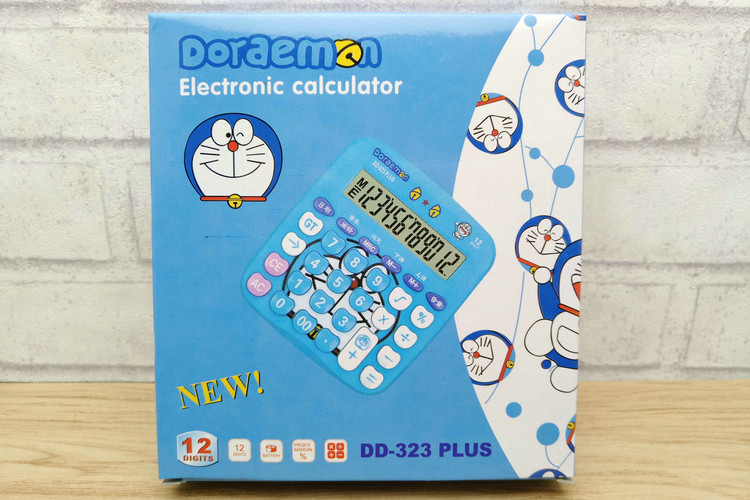 Doraemon
Electronic calculator
Doraemon
M
E
123456789012.
12
GT
MRC
M−
M+
→
7
8
9
√
%
CE
4
5
6
×
÷
AC
1
2
3
−
0
00
+
=
NEW!
12
DIGITS
12
DIGITS
BATTERY
PROFIT
MARGIN
%
DD-323 PLUS